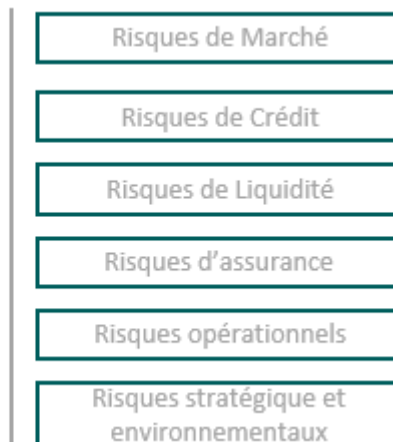 Risques de Marché
Risques de Crédit
Risques de Liquidité
Risques d’assurance
Risques opérationnels
Risques stratégique et
environnementaux